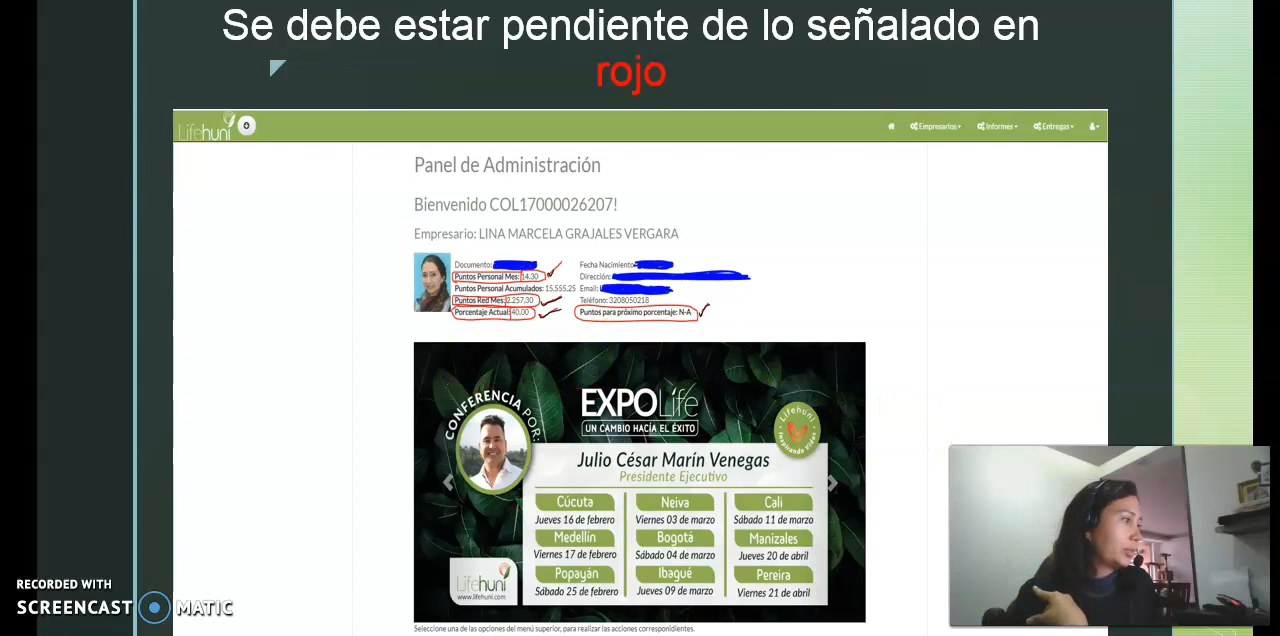 Se debe estar pendiente de lo señalado en
rojo
Lifehuni
Empresarios
Informes
Entregas
Panel de Administración
Bienvenido COL17000026207!
Empresario: LINA MARCELA GRAJALES VERGARA
Documento:
Fecha Nacimiento:
Puntos Personal Mes: 14.30
Dirección:
Puntos Personal Acumulados: 15.555,25
Email:
Puntos Red Mes: 2.257,30
Teléfono: 3208050218
Porcentaje Actual: 40,00
Puntos para próximo porcentaje: N-A
CONFERENCIA POR:
EXPOLife
UN CAMBIO HACÍA EL ÉXITO
Lifehuni
Inspirando Vidas
Julio César Marín Venegas
Presidente Ejecutivo
Cúcuta
Neiva
Cali
Jueves 16 de febrero
Viernes 03 de marzo
Sábado 11 de marzo
Medellín
Bogotá
Manizales
Viernes 17 de febrero
Sábado 04 de marzo
Jueves 20 de abril
Popayán
Ibagué
Pereira
Sábado 25 de febrero
Jueves 09 de marzo
Viernes 21 de abril
Lifehuni
www.lifehuni.com
Seleccione una de las opciones del menú superior, para realizar las acciones correspondientes.
RECORDED WITH
SCREENCAST MATIC